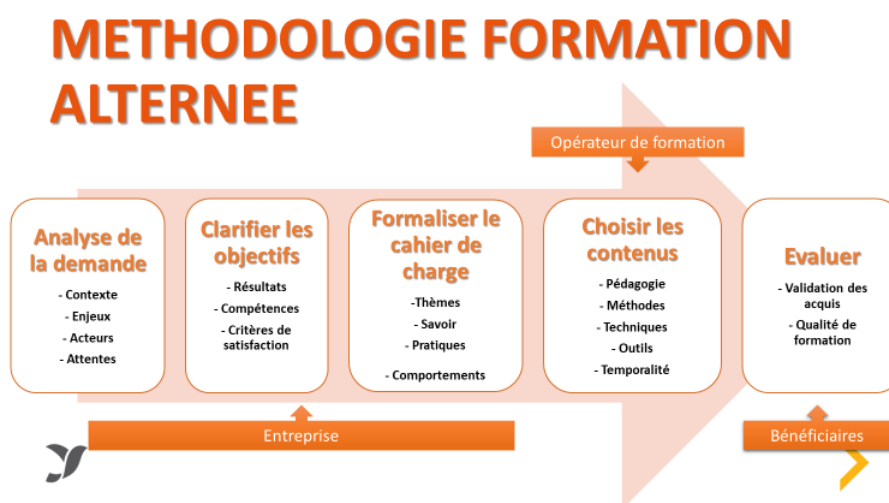 METHODOLOGIE FORMATION
ALTERNEE
Opérateur de formation
Analyse de
la demande
- Contexte
- Enjeux
- Acteurs
- Attentes
Clarifier les
objectifs
- Résultats
- Compétences
- Critères de
satisfaction
Formaliser le
cahier de
charge
-Thèmes
- Savoir
- Pratiques
- Comportements
Choisir les
contenus
- Pédagogie
- Méthodes
- Techniques
- Outils
- Temporalité
Evaluer
- Validation des
acquis
- Qualité de
formation
Entreprise
Bénéficiaires